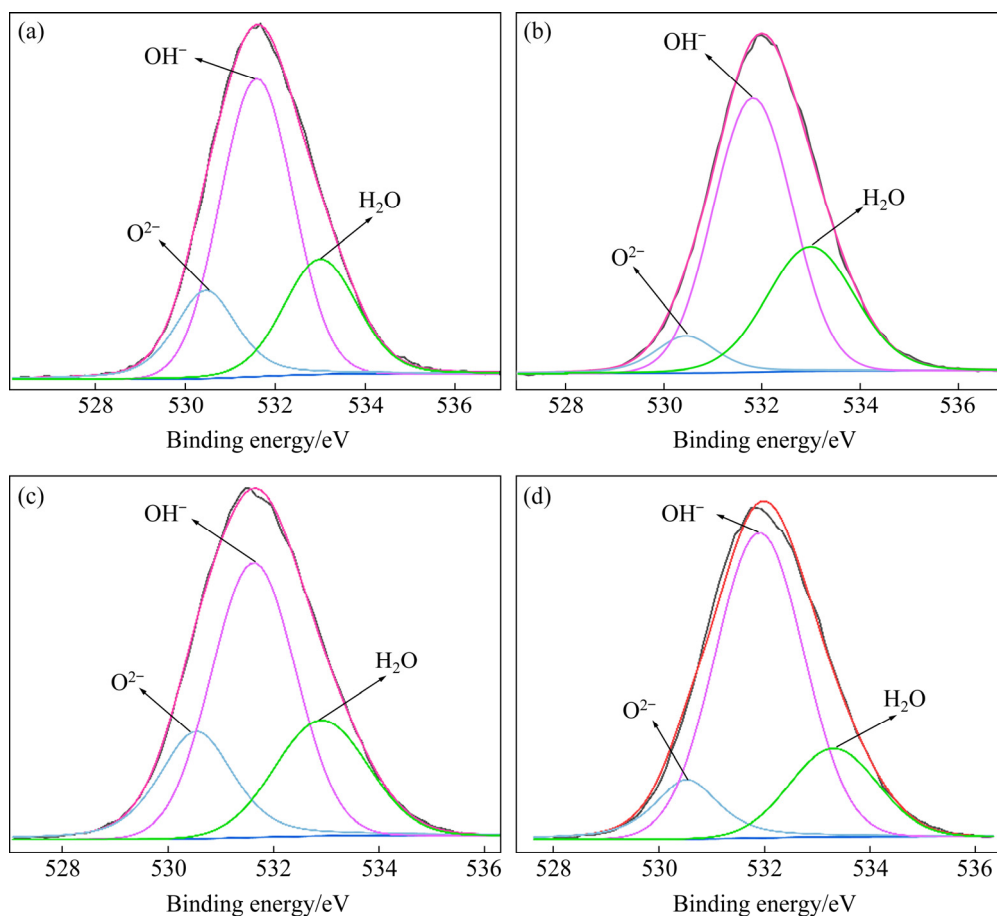 (a)
OH⁻
O²⁻
H₂O
528 530 532 534 536
Binding energy/eV
(b)
OH⁻
O²⁻
H₂O
528 530 532 534 536
Binding energy/eV
(c)
OH⁻
O²⁻
H₂O
528 530 532 534 536
Binding energy/eV
(d)
OH⁻
O²⁻
H₂O
528 530 532 534 536
Binding energy/eV